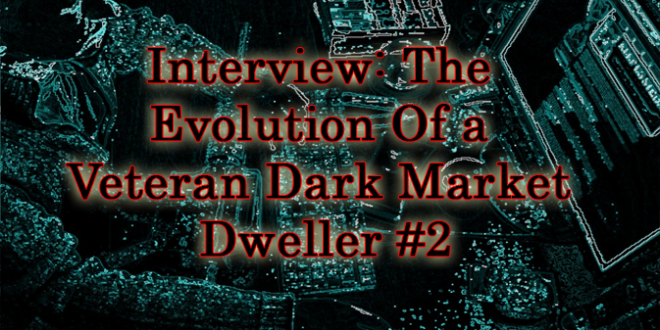 Interview: The
Evolution Of a
Veteran Dark Market
Dweller #2